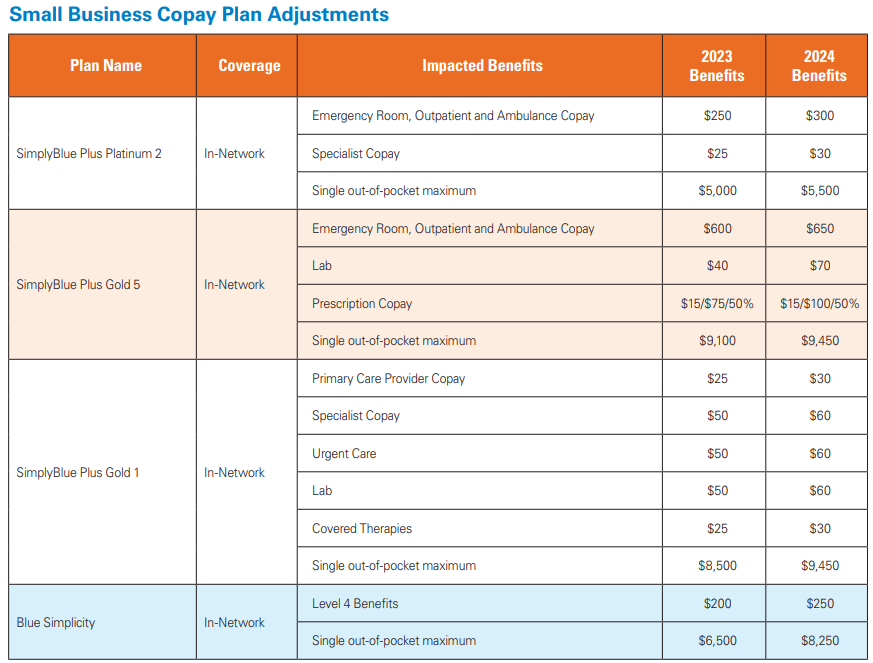 Small Business Copay Plan Adjustments
Plan Name Coverage Impacted Benefits 2023 Benefits 2024 Benefits
SimplyBlue Plus Platinum 2 In-Network
Emergency Room, Outpatient and Ambulance Copay $250 $300
Specialist Copay $25 $30
Single out-of-pocket maximum $5,000 $5,500
SimplyBlue Plus Gold 5 In-Network
Emergency Room, Outpatient and Ambulance Copay $600 $650
Lab $40 $70
Prescription Copay $15/$75/50% $15/$100/50%
Single out-of-pocket maximum $9,100 $9,450
SimplyBlue Plus Gold 1 In-Network
Primary Care Provider Copay $25 $30
Specialist Copay $50 $60
Urgent Care $50 $60
Lab $50 $60
Covered Therapies $25 $30
Single out-of-pocket maximum $8,500 $9,450
Blue Simplicity In-Network
Level 4 Benefits $200 $250
Single out-of-pocket maximum $6,500 $8,250